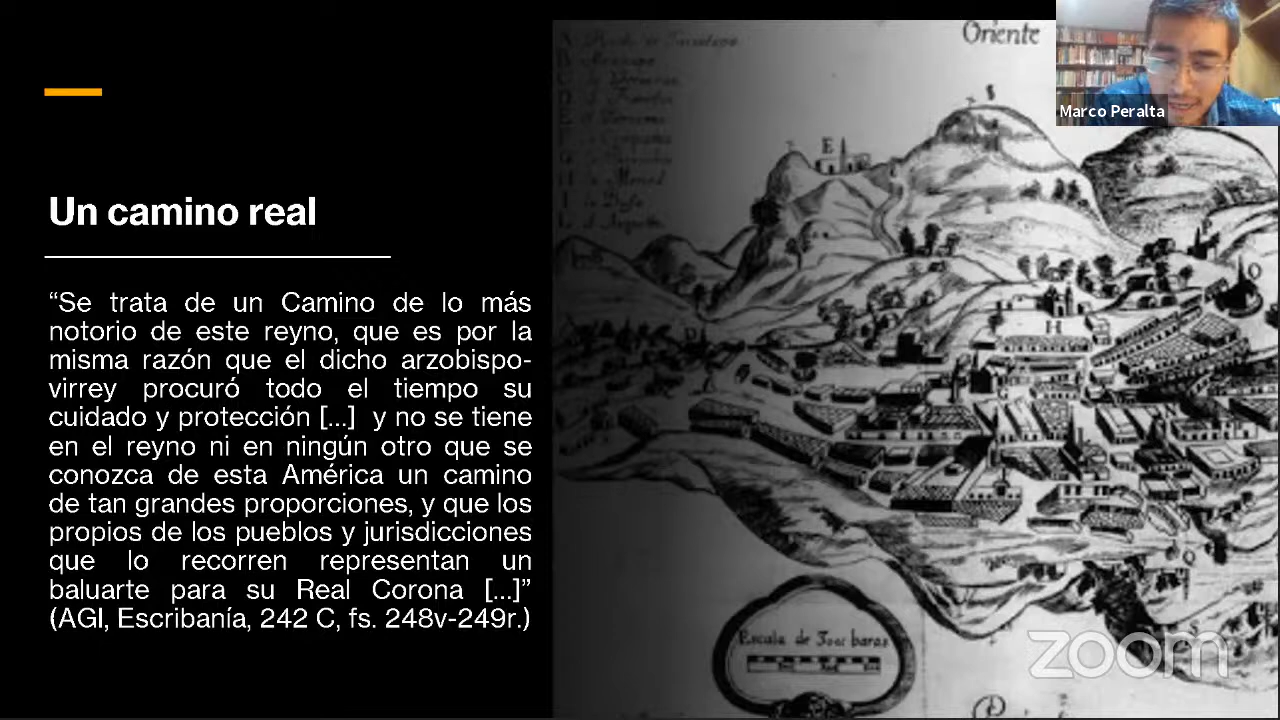 Oriente
Marco Peralta
S
E
Un camino real
“Se trata de un Camino de lo más
notorio de este reyno, que es por la
misma razón que el dicho arzobispo-
virrey procuró todo el tiempo su
cuidado y protección [...] y no se tiene
en el reyno ni en ningún otro que se
conozca de esta América un camino
de tan grandes proporciones, y que los
propios de los pueblos y jurisdicciones
que lo recorren representan un
baluarte para su Real Corona [...]”
(AGI, Escribanía, 242 C, fs. 248v-249r.)
H
Escala de
baras
zoom